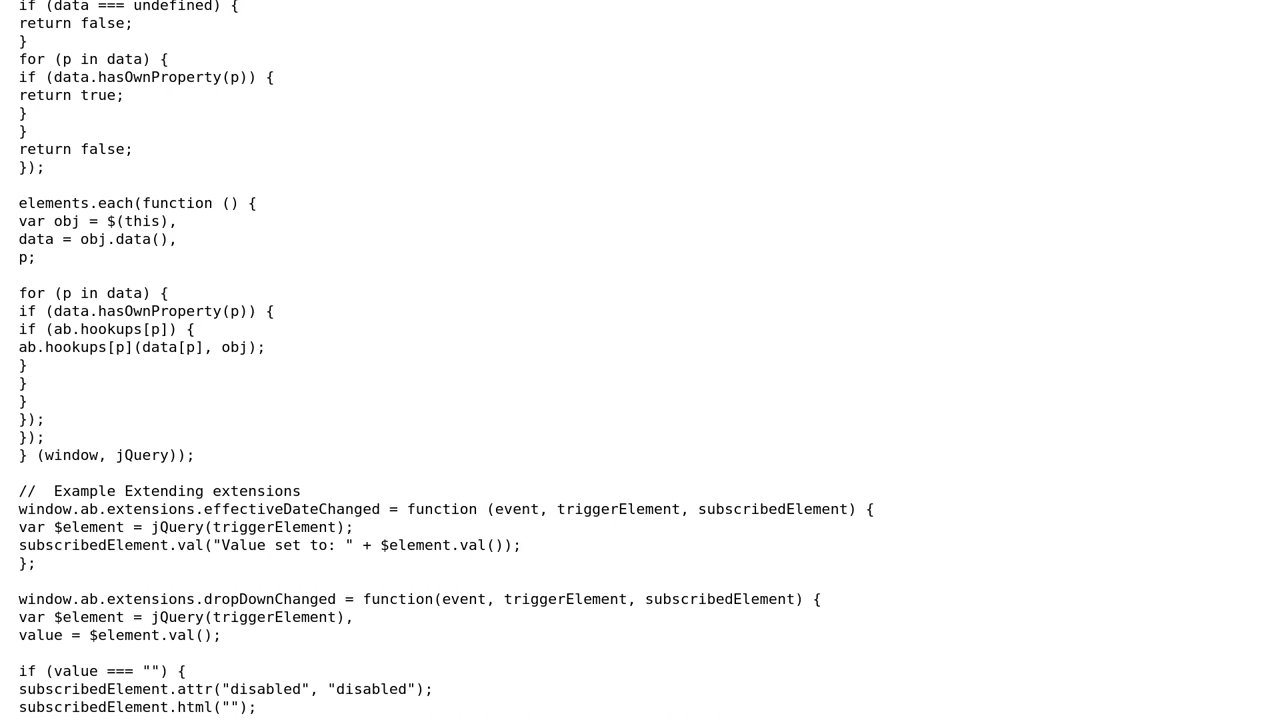 if (data === undefined) {
return false;
}
for (p in data) {
if (data.hasOwnProperty(p)) {
return true;
}
}
return false;
});

elements.each(function () {
var obj = $(this),
data = obj.data(),
p;

for (p in data) {
if (data.hasOwnProperty(p)) {
if (ab.hookups[p]) {
ab.hookups[p](data[p], obj);
}
}
}
});
});
} (window, jQuery));

//  Example Extending extensions
window.ab.extensions.effectiveDateChanged = function (event, triggerElement, subscribedElement) {
var $element = jQuery(triggerElement);
subscribedElement.val("Value set to: " + $element.val());
};

window.ab.extensions.dropDownChanged = function(event, triggerElement, subscribedElement) {
var $element = jQuery(triggerElement),
value = $element.val();

if (value === "") {
subscribedElement.attr("disabled", "disabled");
subscribedElement.html("");